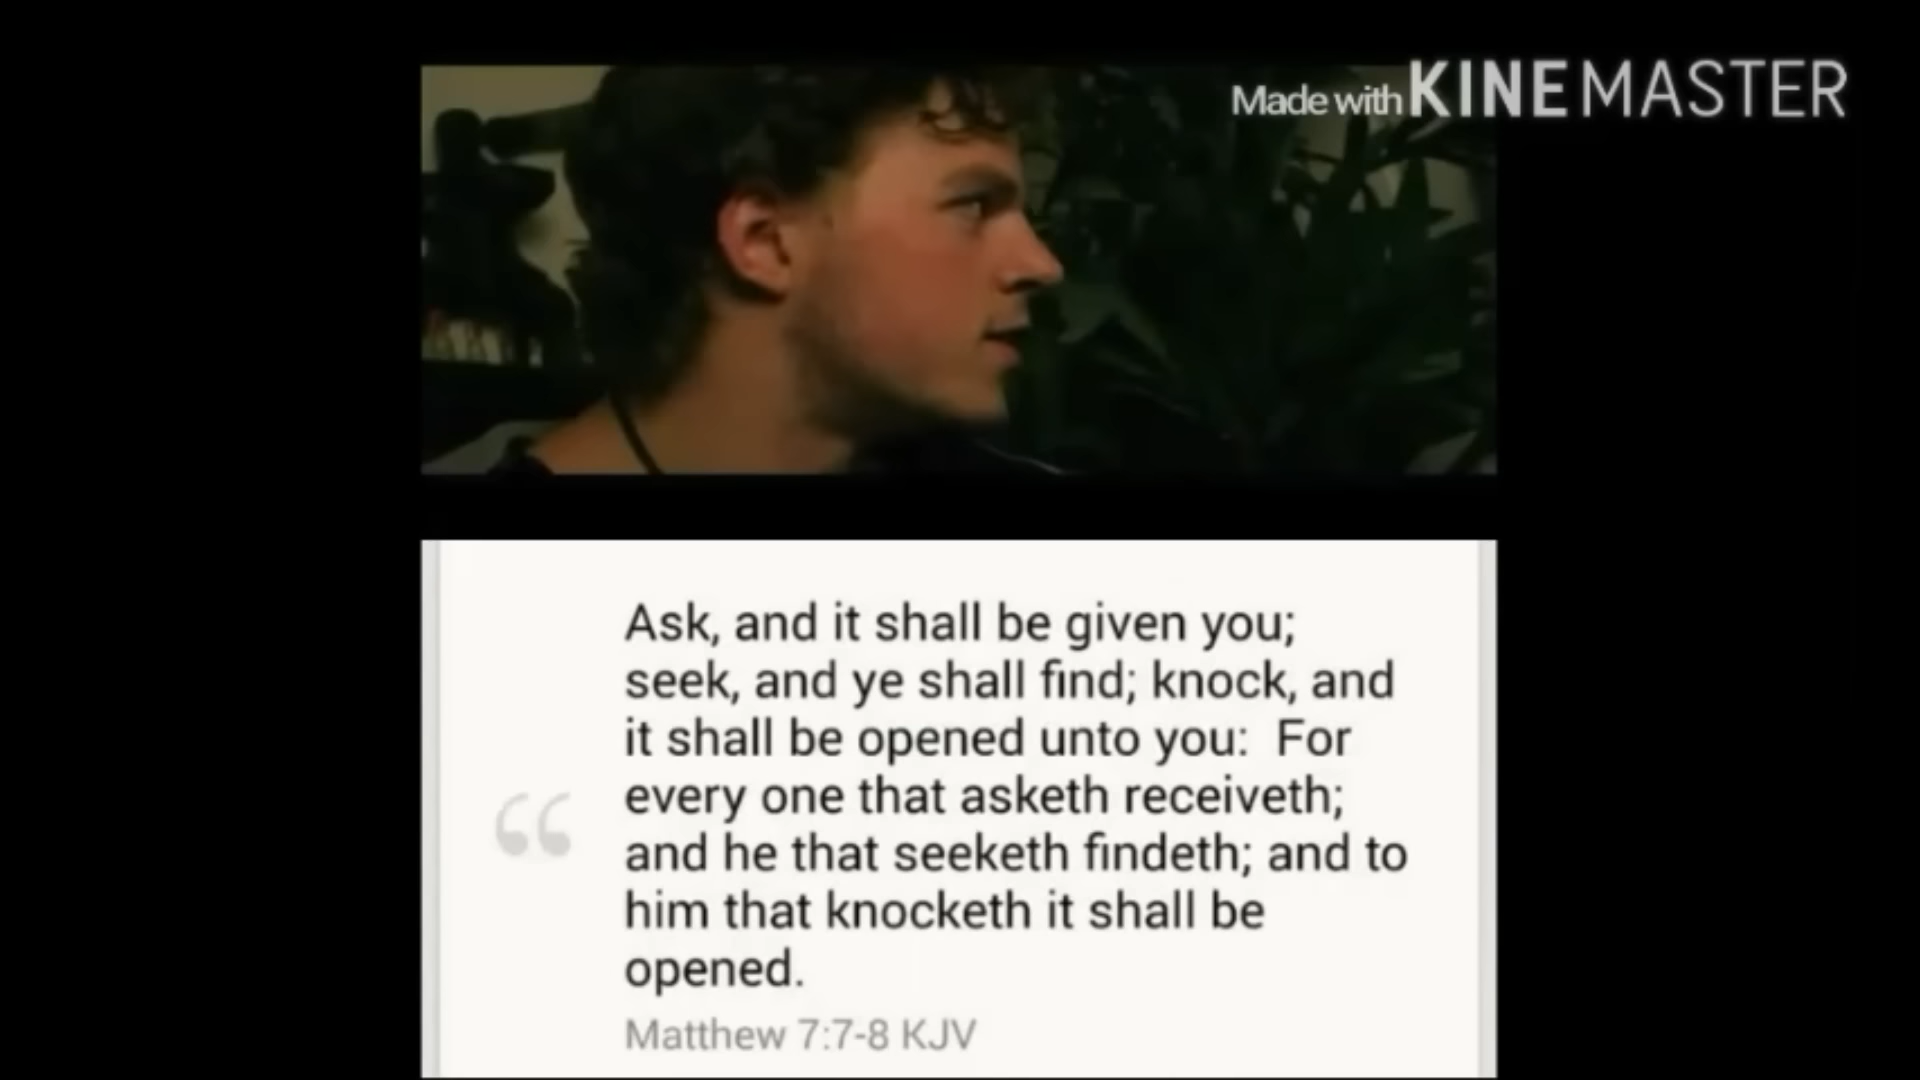 Made with KINEMASTER
Ask, and it shall be given you;
seek, and ye shall find; knock, and
it shall be opened unto you:  For
every one that asketh receiveth;
and he that seeketh findeth; and to
him that knocketh it shall be
opened.
Matthew 7:7-8 KJV